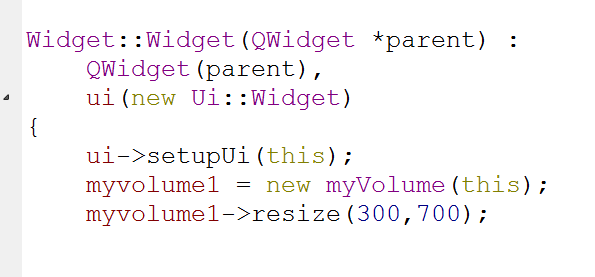 Widget::Widget(QWidget *parent) :
    QWidget(parent),
    ui(new Ui::Widget)
{
    ui->setupUi(this);
    myvolume1 = new myVolume(this);
    myvolume1->resize(300,700);